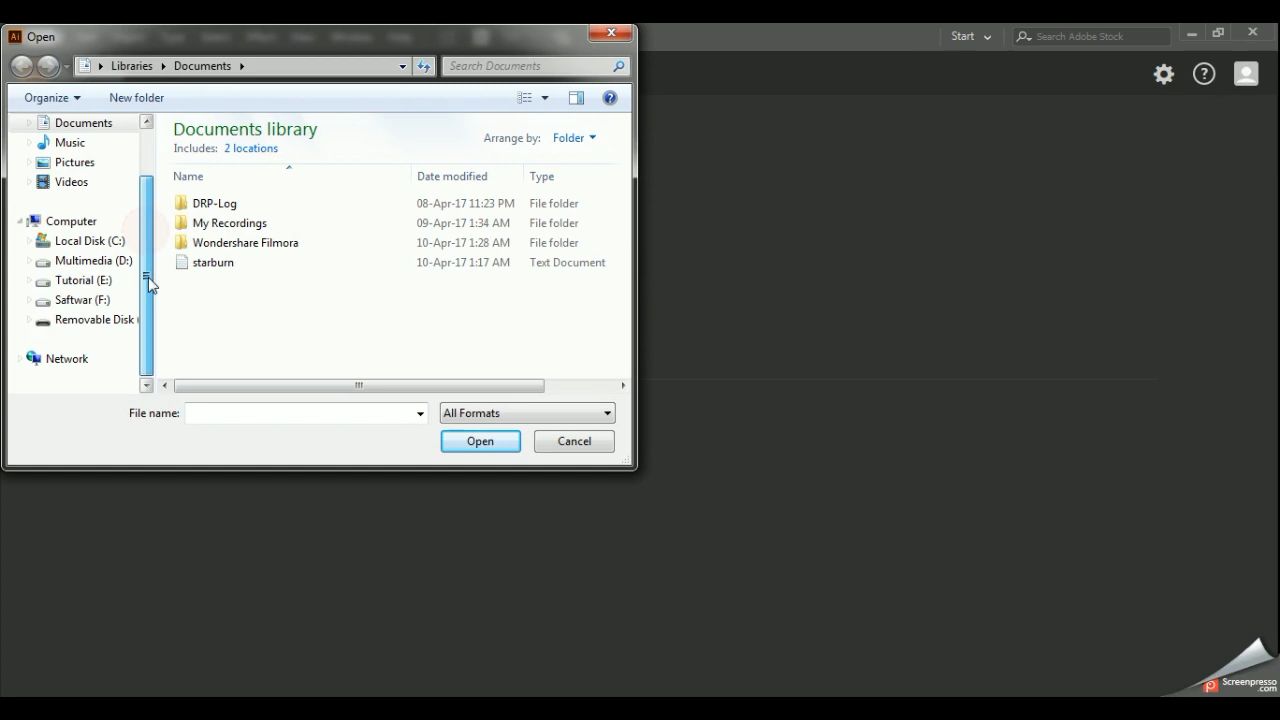 Ai Open
Start
Search Adobe Stock
Libraries Documents
Search Documents
Organize New folder
Documents
Music
Pictures
Videos
Computer
Local Disk (C:)
Multimedia (D:)
Tutorial (E:)
Saftwar (F:)
Removable Disk
Network
Documents library
Includes: 2 locations
Arrange by: Folder
Name Date modified Type
DRP-Log 08-Apr-17 11:23 PM File folder
My Recordings 09-Apr-17 1:34 AM File folder
Wondershare Filmora 10-Apr-17 1:28 AM File folder
starburn 10-Apr-17 1:17 AM Text Document
File name: All Formats
Open Cancel
Screenpresso
.com